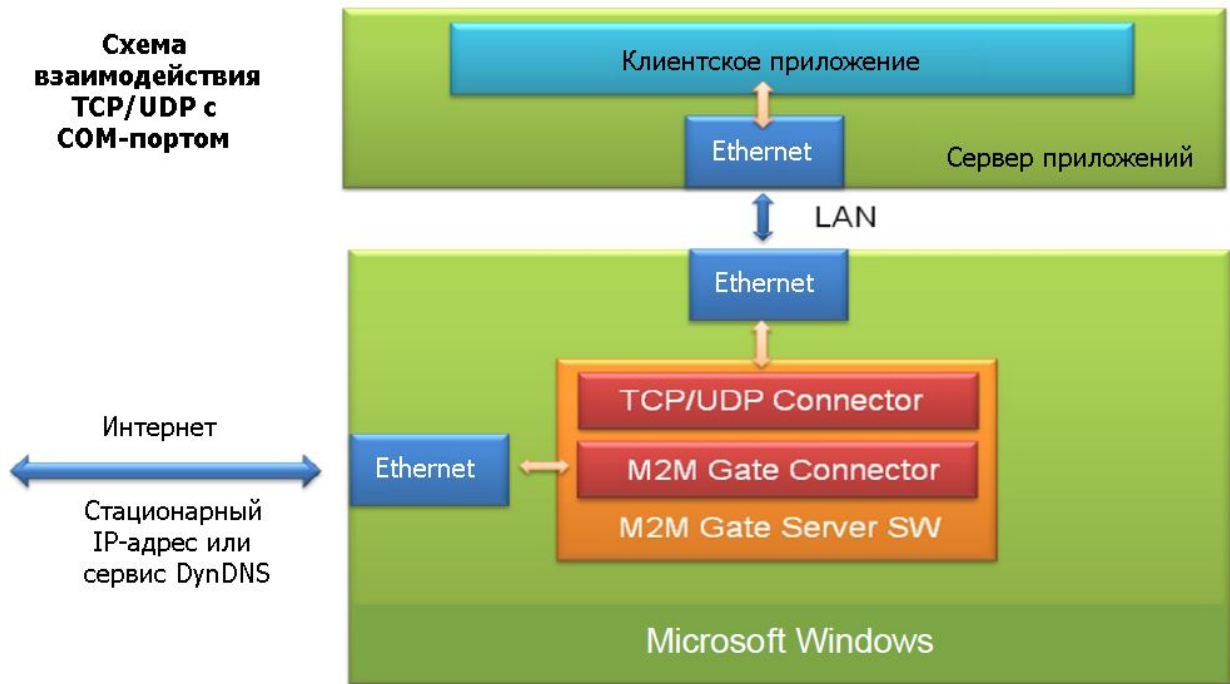 Схема
взаимодействия
TCP/UDP с
COM-портом
Клиентское приложение
Ethernet
Сервер приложений
LAN
Ethernet
TCP/UDP Connector
Интернет
Ethernet
M2M Gate Connector
Стационарный
IP-адрес или
сервис DynDNS
M2M Gate Server SW
Microsoft Windows